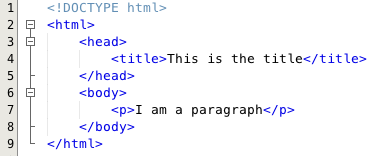 1 <!DOCTYPE html>
2 <html>
3     <head>
4         <title>This is the title</title>
5     </head>
6     <body>
7         <p>I am a paragraph</p>
8     </body>
9 </html>